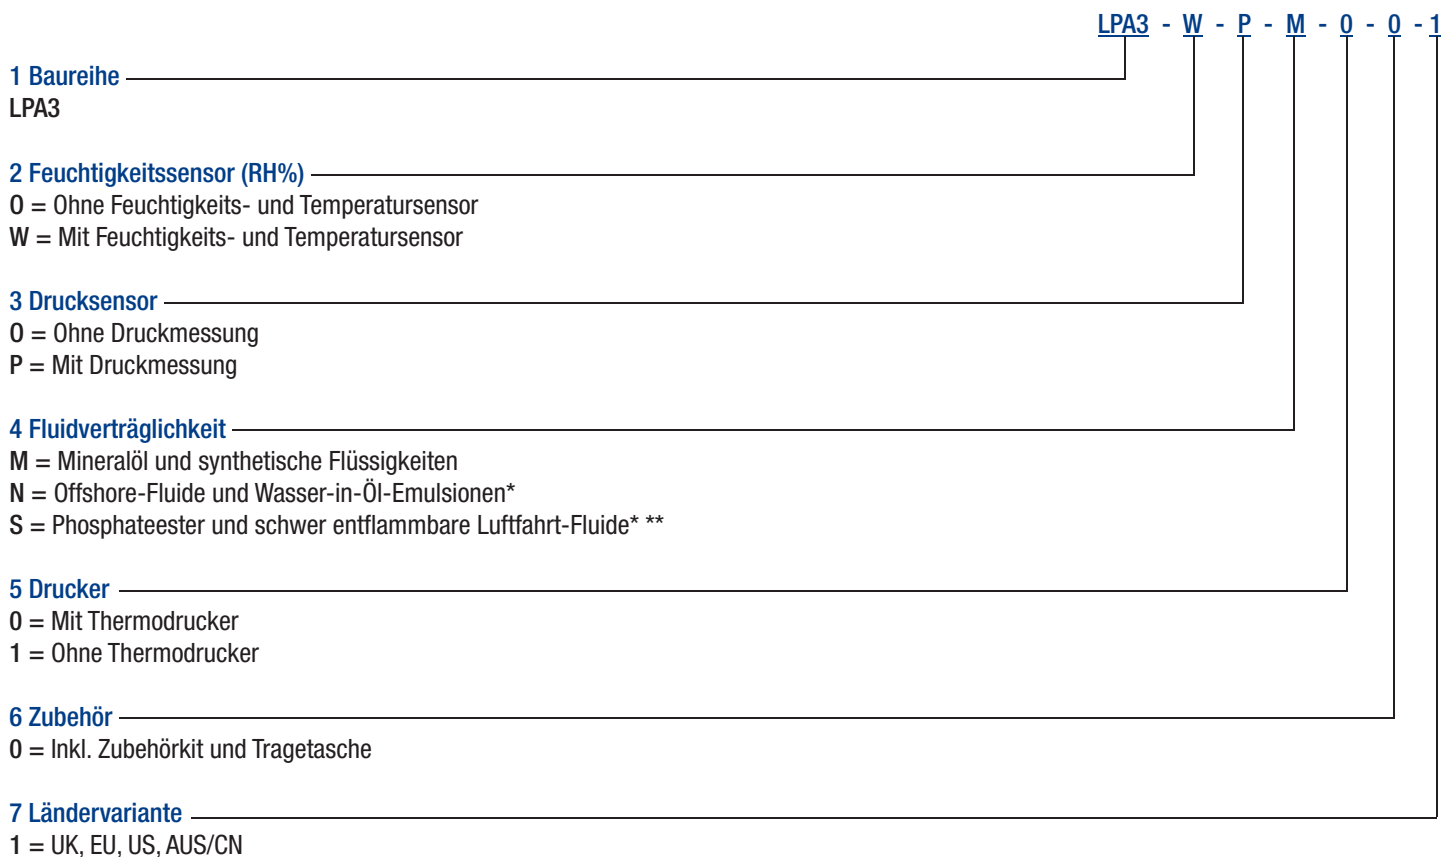 LPA3 - W - P - M - 0 - 0 - 1
1 Baureihe
LPA3
2 Feuchtigkeitssensor (RH%)
0 = Ohne Feuchtigkeits- und Temperatursensor
W = Mit Feuchtigkeits- und Temperatursensor
3 Drucksensor
0 = Ohne Druckmessung
P = Mit Druckmessung
4 Fluidverträglichkeit
M = Mineralöl und synthetische Flüssigkeiten
N = Offshore-Fluide und Wasser-in-Öl-Emulsionen*
S = Phosphateester und schwer entflammbare Luftfahrt-Fluide* **
5 Drucker
0 = Mit Thermodrucker
1 = Ohne Thermodrucker
6 Zubehör
0 = Inkl. Zubehörkit und Tragetasche
7 Ländervariante
1 = UK, EU, US, AUS/CN